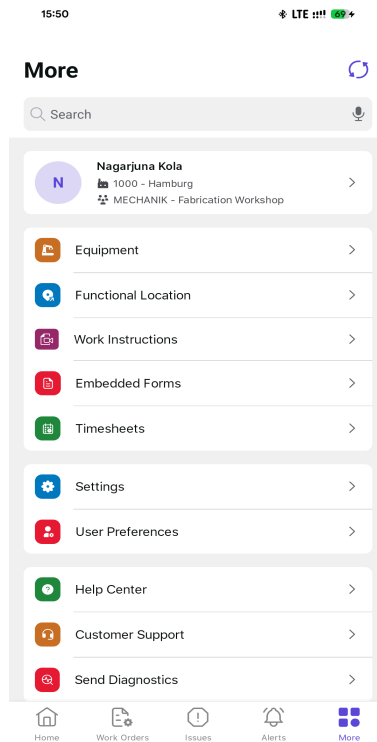 15:50
LTE
69
More
Search
N
Nagarjuna Kola
1000 - Hamburg
MECHANIK - Fabrication Workshop
Equipment
Functional Location
Work Instructions
Embedded Forms
Timesheets
Settings
User Preferences
Help Center
Customer Support
Send Diagnostics
Home
Work Orders
Issues
Alerts
More